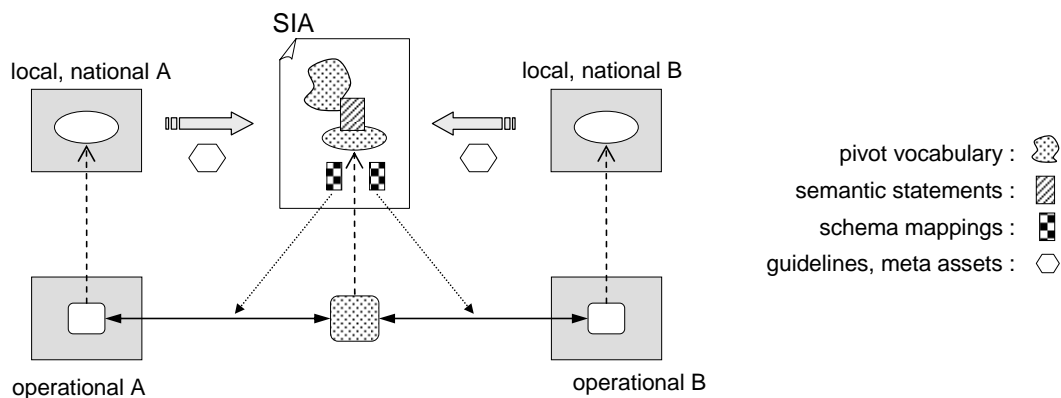 SIA
local, national A
local, national B
pivot vocabulary :
semantic statements :
schema mappings :
guidelines, meta assets :
operational A
operational B